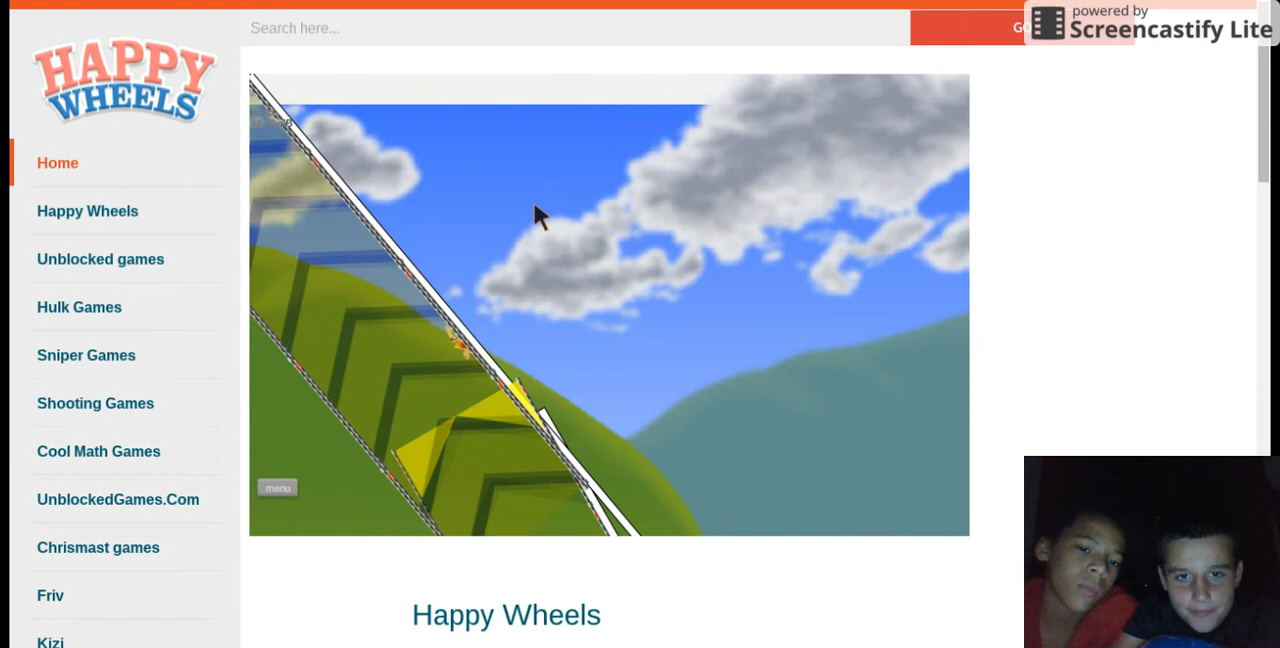 Search here...
powered by
Screencastify Lite
HAPPY
WHEELS
Home
Happy Wheels
Unblocked games
Hulk Games
Sniper Games
Shooting Games
Cool Math Games
UnblockedGames.Com
Chrismast games
Friv
Kizi
menu
Happy Wheels